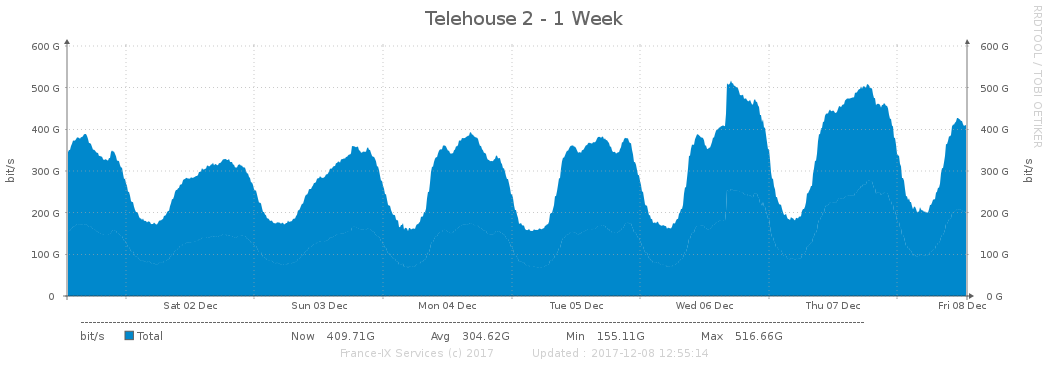 Telehouse 2 - 1 Week
RRDTOOL / TOBI OETIKER
600 G 600 G
500 G 500 G
400 G 400 G
300 G 300 G
200 G 200 G
100 G 100 G
0 0 G
bit/s bit/s
Sat 02 Dec Sun 03 Dec Mon 04 Dec Tue 05 Dec Wed 06 Dec Thu 07 Dec Fri 08 Dec
bit/s Total Now 409.71G Avg 304.62G Min 155.11G Max 516.66G
France-IX Services (c) 2017 Updated : 2017-12-08 12:55:14